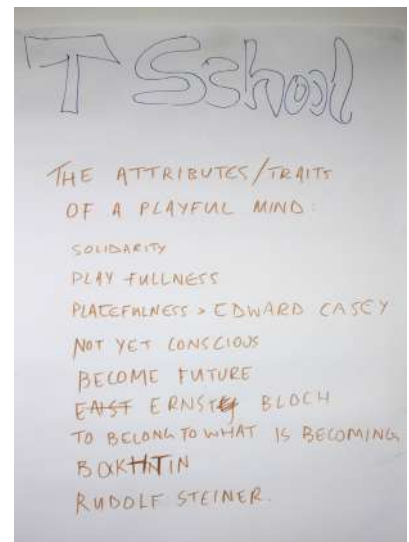 T School
THE ATTRIBUTES/TRAITS
OF A PLAYFUL MIND:
SOLIDARITY
PLAY FULLNESS
PLACEFULNESS > EDWARD CASEY
NOT YET CONSCIOUS
BECOME FUTURE
ERNST BLOCH
TO BELONG TO WHAT IS BECOMING
BAKHTIN
RUDOLF STEINER.